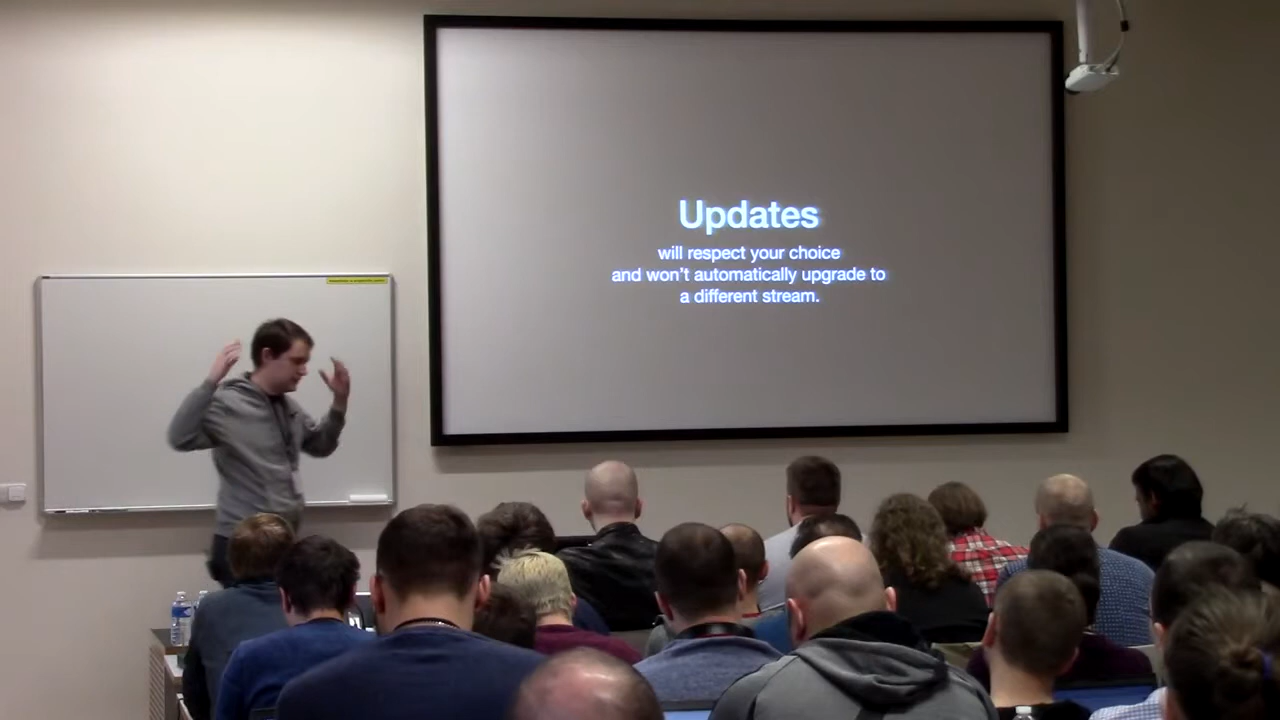 Updates
will respect your choice
and won't automatically upgrade to
a different stream.